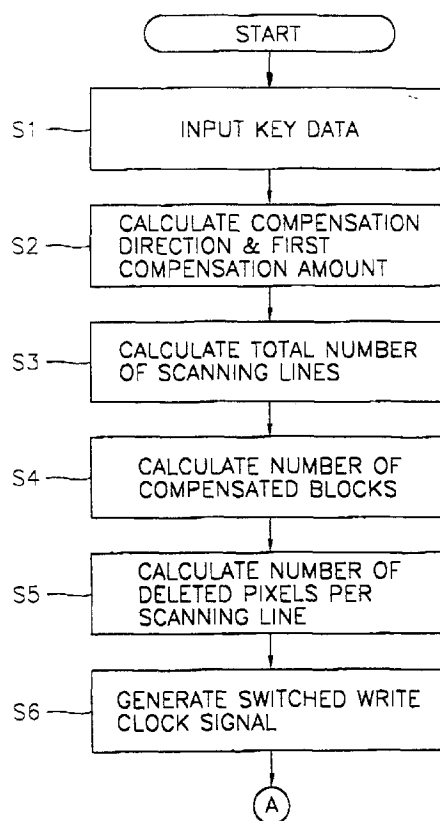 START
S1
INPUT KEY DATA
S2
CALCULATE COMPENSATION
DIRECTION & FIRST
COMPENSATION AMOUNT
S3
CALCULATE TOTAL NUMBER
OF SCANNING LINES
S4
CALCULATE NUMBER OF
COMPENSATED BLOCKS
S5
CALCULATE NUMBER OF
DELETED PIXELS PER
SCANNING LINE
S6
GENERATE SWITCHED WRITE
CLOCK SIGNAL
A